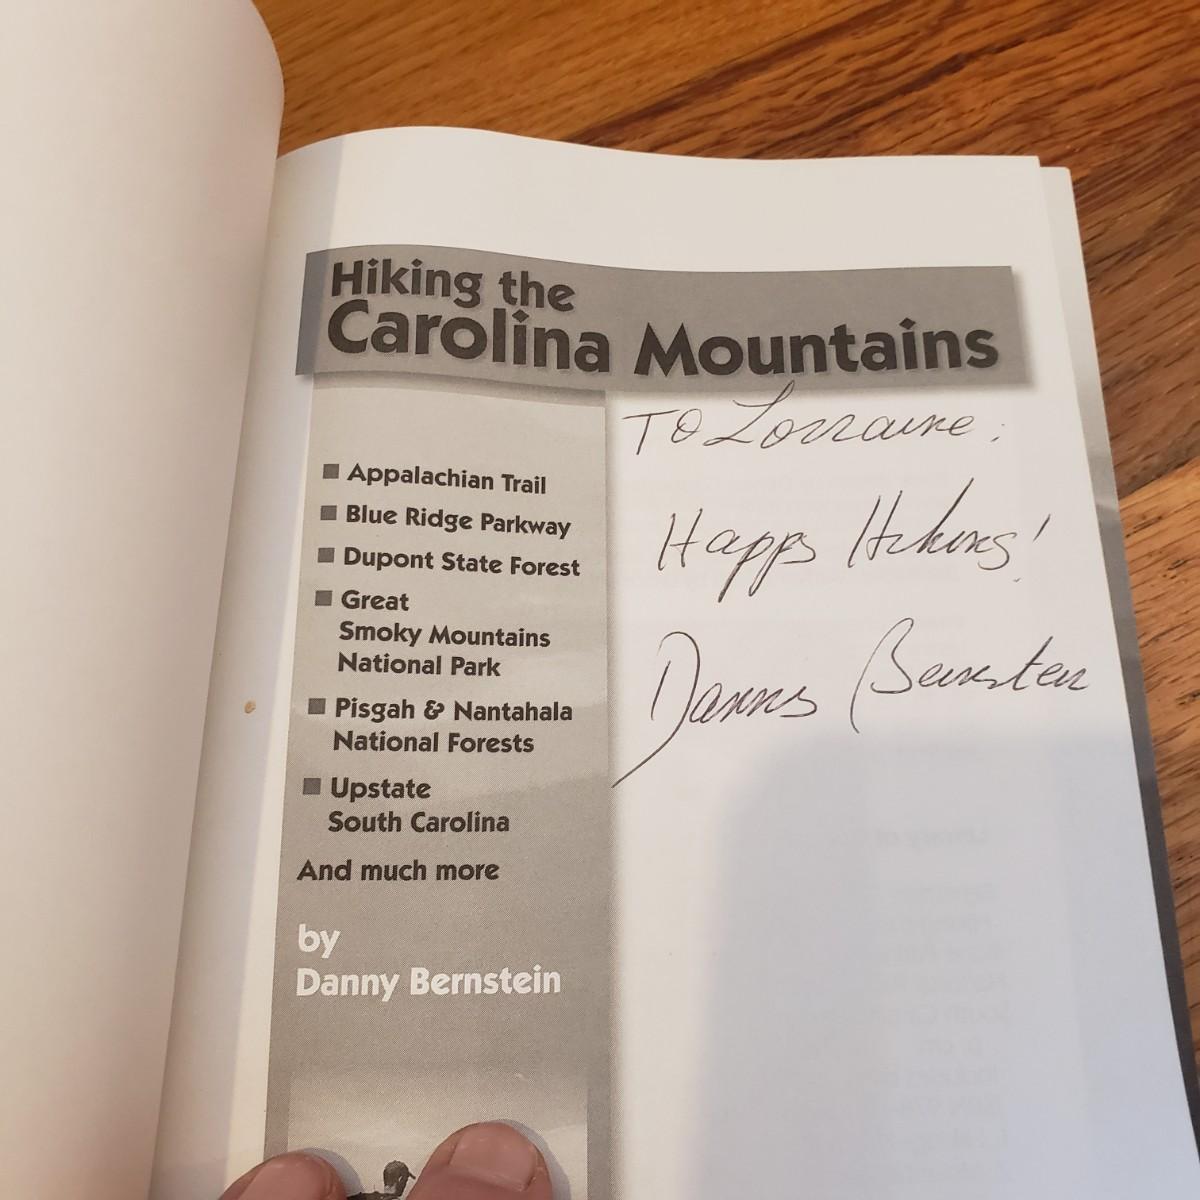 Hiking the
Carolina Mountains
TO Lorraine:
Happy Hiking!
Danny Bernstein
Appalachian Trail
Blue Ridge Parkway
Dupont State Forest
Great
Smoky Mountains
National Park
Pisgah & Nantahala
National Forests
Upstate
South Carolina
And much more
by
Danny Bernstein